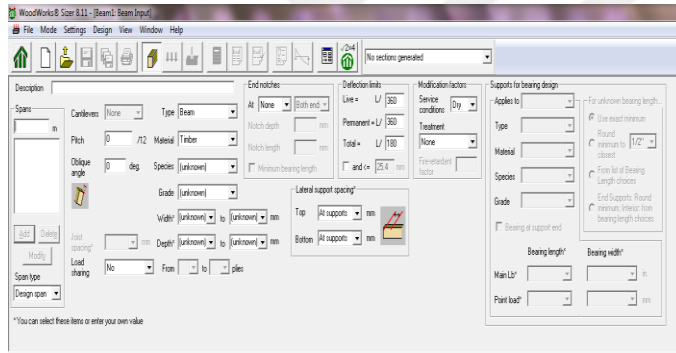 WoodWorks® Sizer 8.11 - [Beam1: Beam Input]
File Mode Settings Design View Window Help
No sections generated
Description
Spans
m
Add Delete
Modify
Span type
Design span
Cantilevers None
Pitch 0 /12
Oblique angle 0 deg.
Joist spacing* mm
Load sharing No
Type Beam
Material Timber
Species (unknown)
Grade (unknown)
Width* (unknown) to (unknown) mm
Depth* (unknown) to (unknown) mm
From to plies
End notches
At None Both end
Notch depth mm
Notch length mm
Minimum bearing length
Lateral support spacing*
Top At supports mm
Bottom At supports mm
Deflection limits
Live = L/ 360
Permanent = L/ 360
Total = L/ 180
and <= 25.4 mm
Modification factors
Service conditions Dry
Treatment
None
Fire-retardent factor
Supports for bearing design
Applies to
Type
Material
Species
Grade
Bearing at support end
For unknown bearing length...
Use exact minimum
Round minimum to closest 1/2"
From list of Bearing Length choices
End Supports: Round minimum; Interior: from bearing length choices
Bearing length* Bearing width*
Main Lb* in.
Point load* mm
*You can select these items or enter your own value